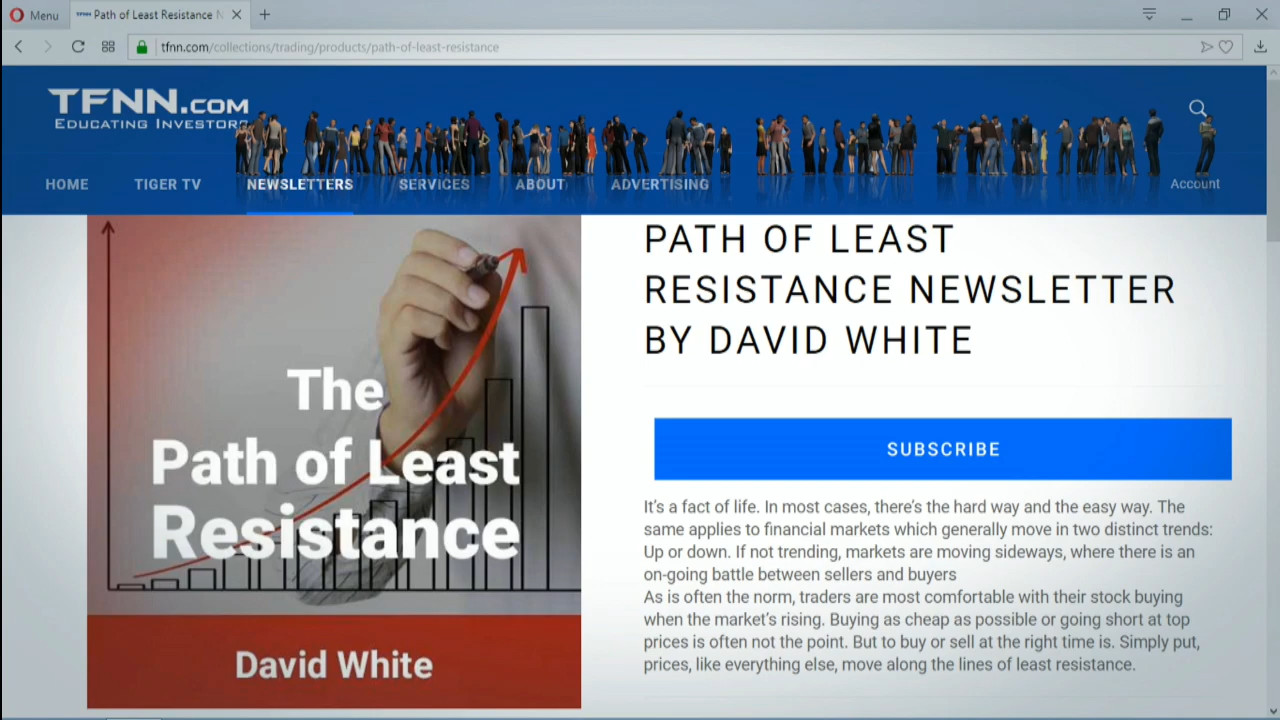 Menu
Path of Least Resistance N
tfnn.com/collections/trading/products/path-of-least-resistance
TFNN.COM
EDUCATING INVESTORS
HOME
TIGER TV
NEWSLETTERS
SERVICES
ABOUT
ADVERTISING
Account
The
Path of Least
Resistance
David White
PATH OF LEAST
RESISTANCE NEWSLETTER
BY DAVID WHITE
SUBSCRIBE
It's a fact of life. In most cases, there's the hard way and the easy way. The
same applies to financial markets which generally move in two distinct trends:
Up or down. If not trending, markets are moving sideways, where there is an
on-going battle between sellers and buyers
As is often the norm, traders are most comfortable with their stock buying
when the market's rising. Buying as cheap as possible or going short at top
prices is often not the point. But to buy or sell at the right time is. Simply put,
prices, like everything else, move along the lines of least resistance.